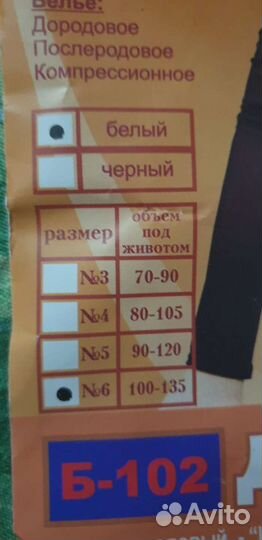 Белье:
Дородовое
Послеродовое
Компрессионное
белый
черный
размер объем под животом
№3 70-90
№4 80-105
№5 90-120
№6 100-135
Б-102
Avito